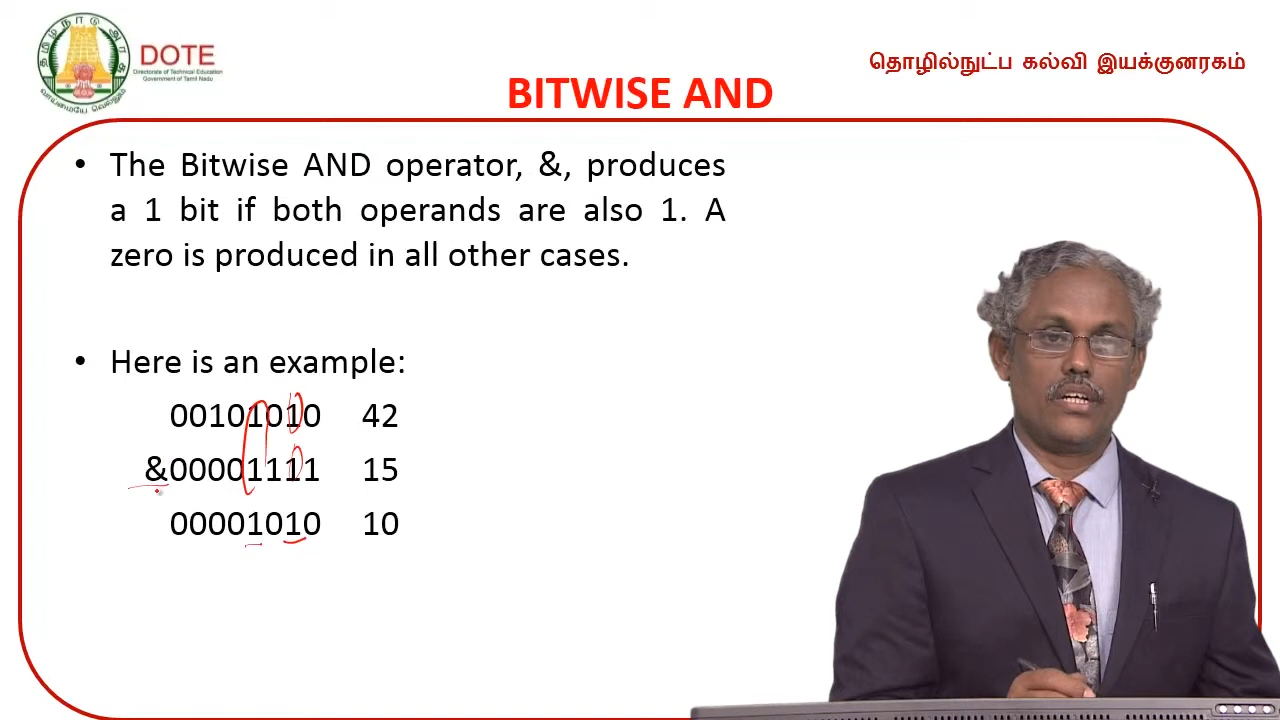 தமிழ்நாடு அரசு
வாய்மையே வெல்லும்
DOTE
Directorate of Technical Education
Government of Tamil Nadu
தொழில்நுட்ப கல்வி இயக்குனரகம்
BITWISE AND
• The Bitwise AND operator, &, produces
a 1 bit if both operands are also 1. A
zero is produced in all other cases.
• Here is an example:
00101010 42
&00001111 15
00001010 10